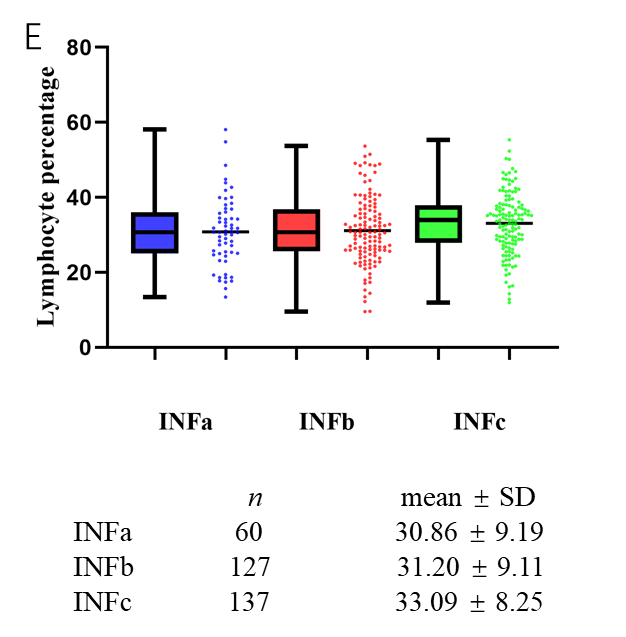 E
Lymphocyte percentage
80
60
40
20
0
INFa INFb INFc
n mean ± SD
INFa 60 30.86 ± 9.19
INFb 127 31.20 ± 9.11
INFc 137 33.09 ± 8.25